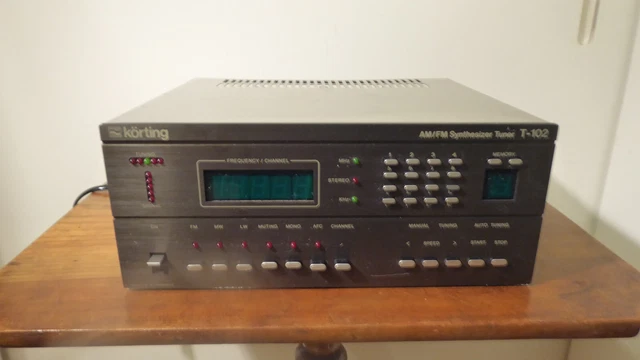 körting
AM/FM Synthesizer Tuner T-102
FREQUENCY / CHANNEL
MHz
STEREO
KHz
1 2 3 4
MEMORY
FM MW LW MUTING MONO AFC CHANNEL
MANUAL TUNING AUTO TUNING
< SPEED > START STOP